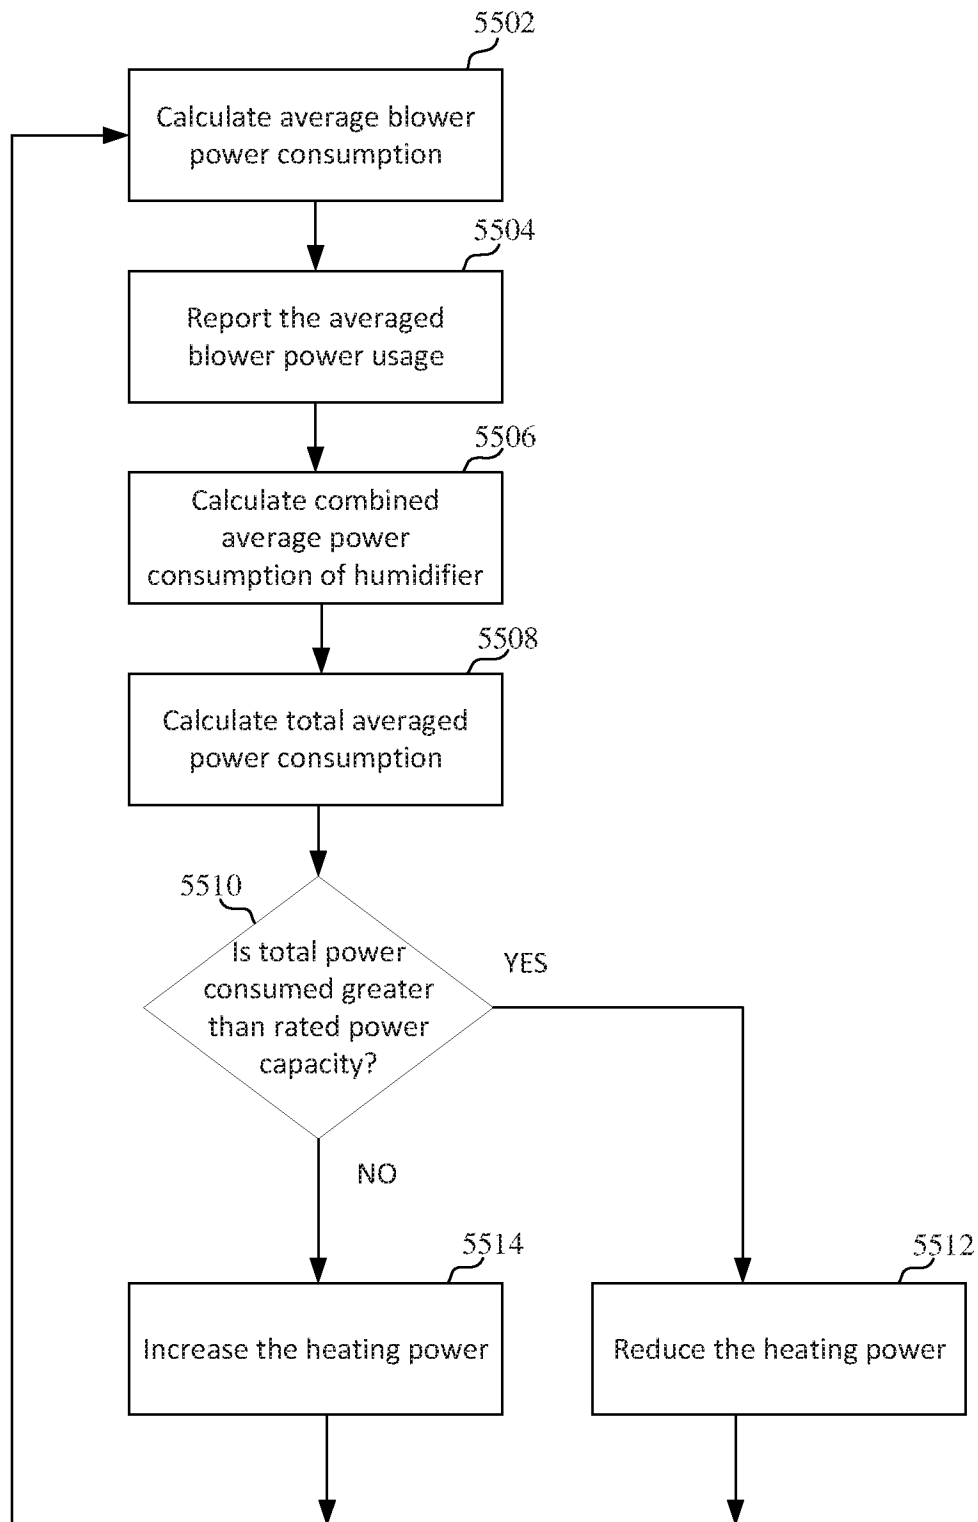 5502
Calculate average blower
power consumption
5504
Report the averaged
blower power usage
5506
Calculate combined
average power
consumption of humidifier
5508
Calculate total averaged
power consumption
5510
Is total power
consumed greater
than rated power
capacity?
YES
NO
5514
Increase the heating power
5512
Reduce the heating power